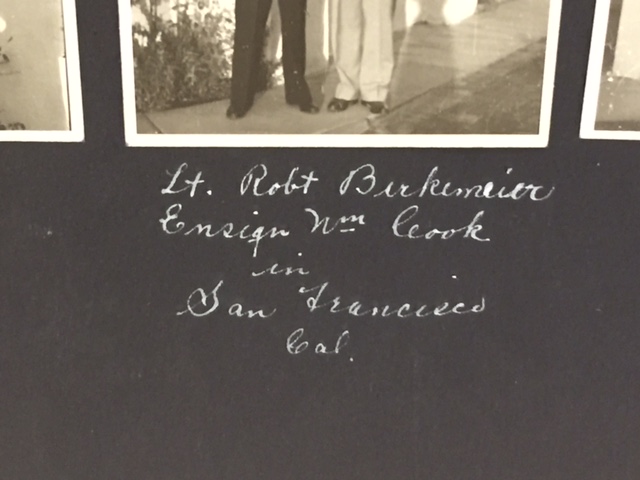 Lt. Robt Birkemeier
Ensign Wm Cook
in
San Francisco
Cal.